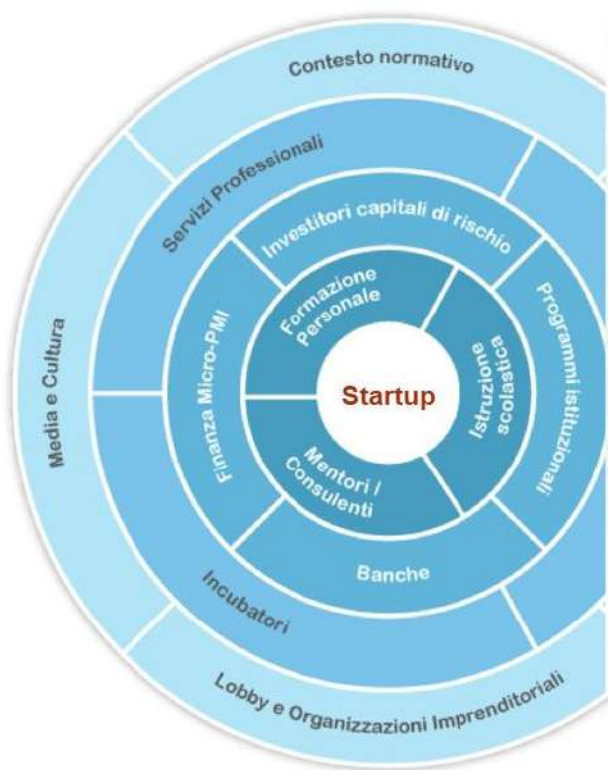 Contesto normativo
Servizi Professionali
Investitori capitali di rischio
Formazione
Personale
Media e Cultura
Finanza Micro-PMI
Startup
Istruzione
scolastica
Programmi istituzionali
Mentori /
Consulenti
Banche
Incubatori
Lobby e Organizzazioni Imprenditoriali